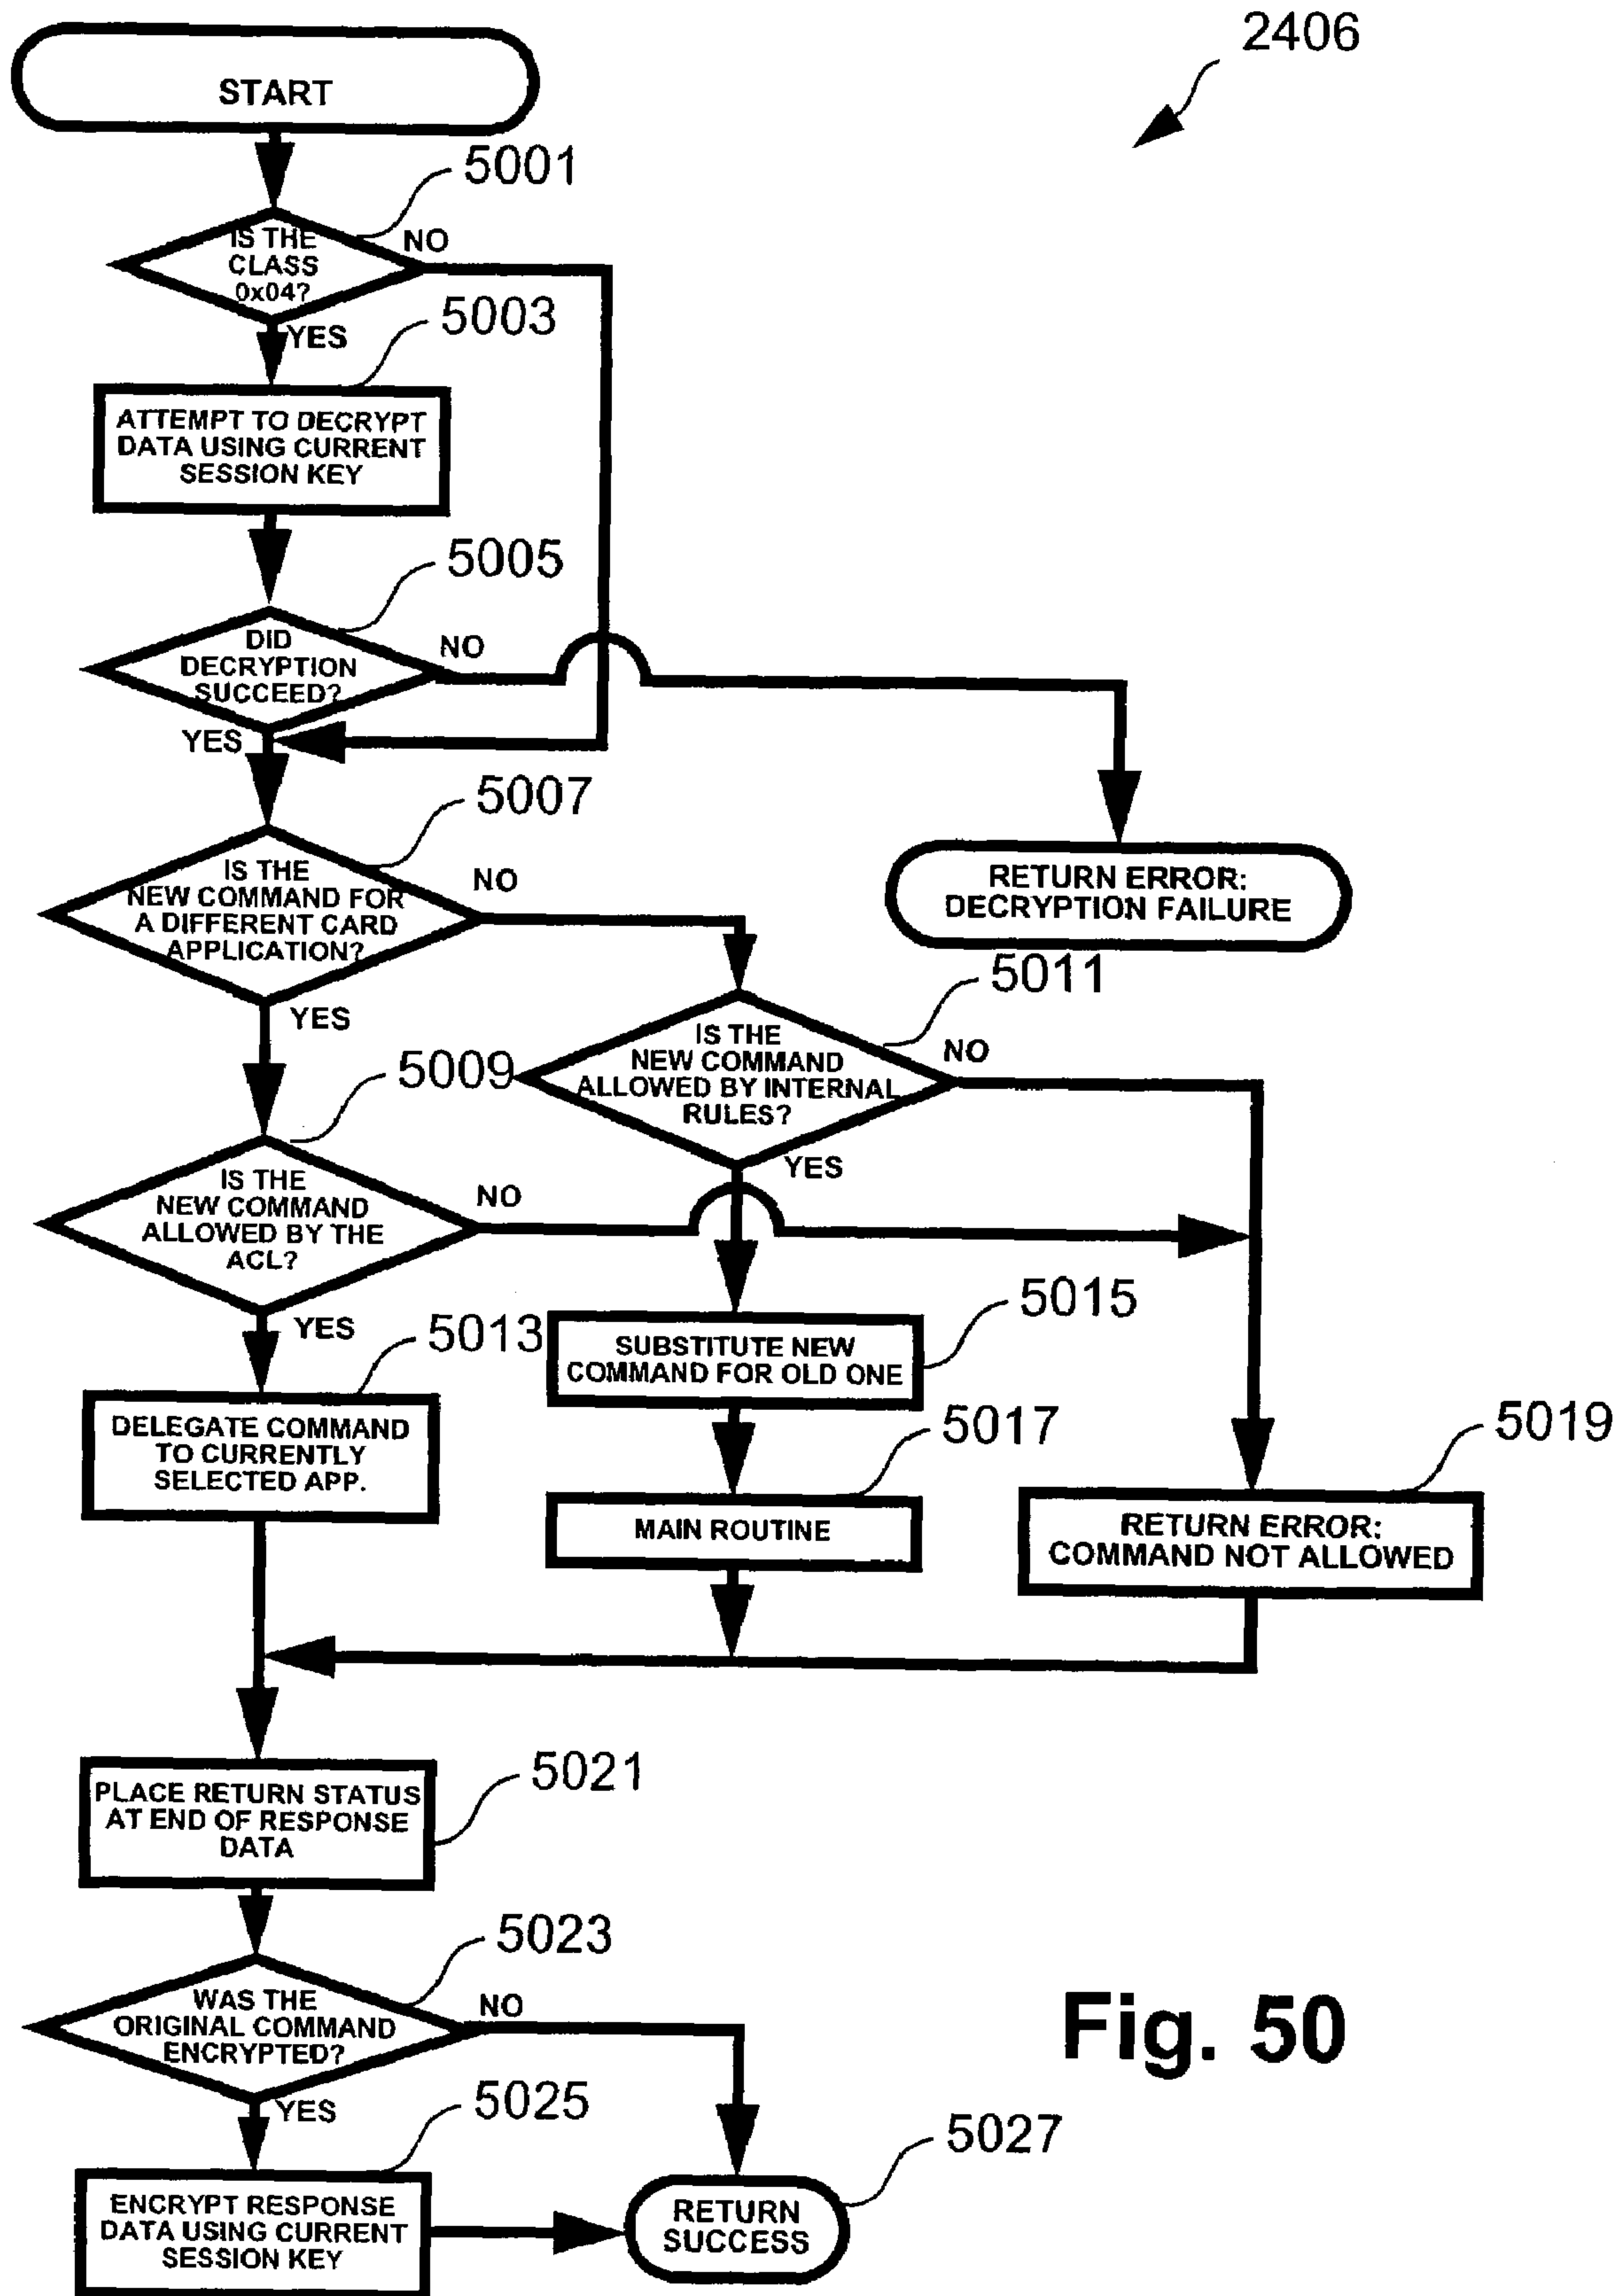 2406
START
5001
IS THE
CLASS
0x04?
NO
YES
5003
ATTEMPT TO DECRYPT
DATA USING CURRENT
SESSION KEY
5005
DID
DECRYPTION
SUCCEED?
NO
YES
5007
IS THE
NEW COMMAND FOR
A DIFFERENT CARD
APPLICATION?
NO
YES
RETURN ERROR:
DECRYPTION FAILURE
5011
IS THE
NEW COMMAND
ALLOWED BY INTERNAL
RULES?
NO
YES
5009
IS THE
NEW COMMAND
ALLOWED BY THE
ACL?
NO
YES
5013
DELEGATE COMMAND
TO CURRENTLY
SELECTED APP.
5015
SUBSTITUTE NEW
COMMAND FOR OLD ONE
5017
MAIN ROUTINE
5019
RETURN ERROR:
COMMAND NOT ALLOWED
5021
PLACE RETURN STATUS
AT END OF RESPONSE
DATA
5023
WAS THE
ORIGINAL COMMAND
ENCRYPTED?
NO
YES
5025
ENCRYPT RESPONSE
DATA USING CURRENT
SESSION KEY
5027
RETURN
SUCCESS
Fig. 50